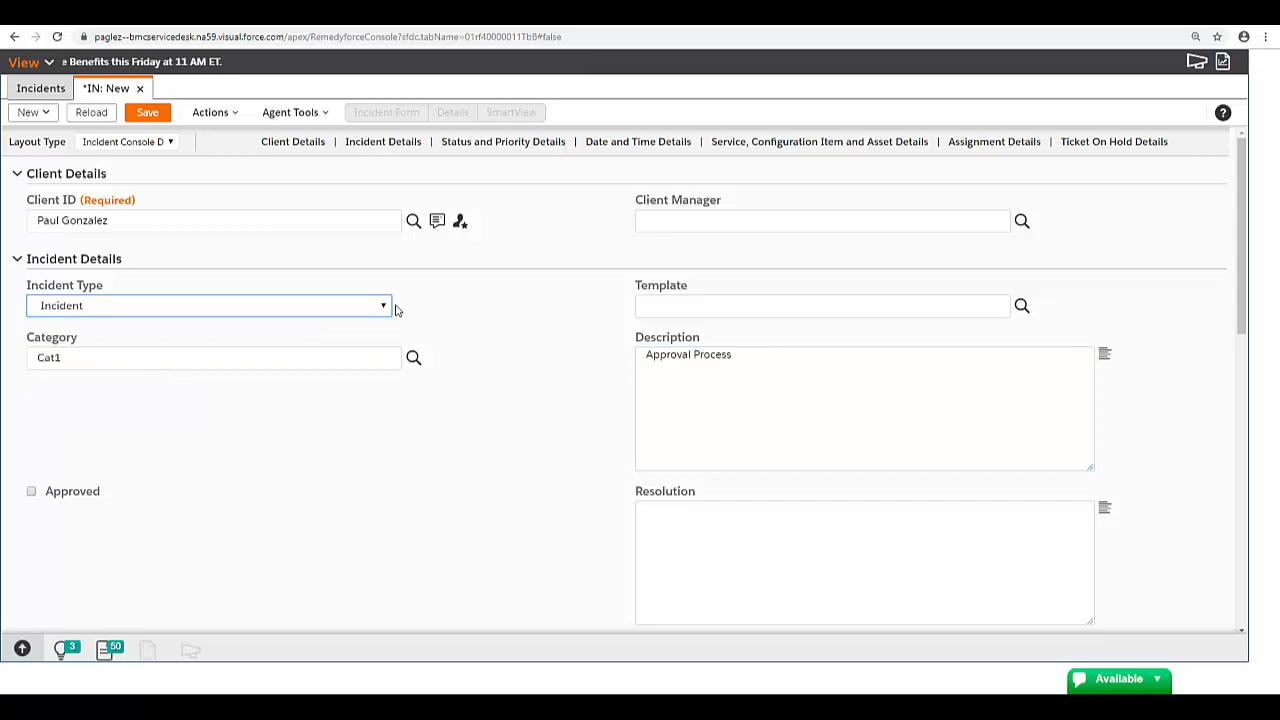 paglez--bmcservicedesk.na59.visual.force.com/apex/RemedyforceConsole?sfdc.tabName=01rf40000011TbB#false
View e Benefits this Friday at 11 AM ET.
Incidents *IN: New ×
New Reload Save Actions Agent Tools Incident Form Details SmartView ?
Layout Type Incident Console D Client Details | Incident Details | Status and Priority Details | Date and Time Details | Service, Configuration Item and Asset Details | Assignment Details | Ticket On Hold Details
Client Details
Client ID (Required) Client Manager
Paul Gonzalez
Incident Details
Incident Type Template
Incident
Category Description
Cat1 Approval Process
Approved Resolution
3 50
Available